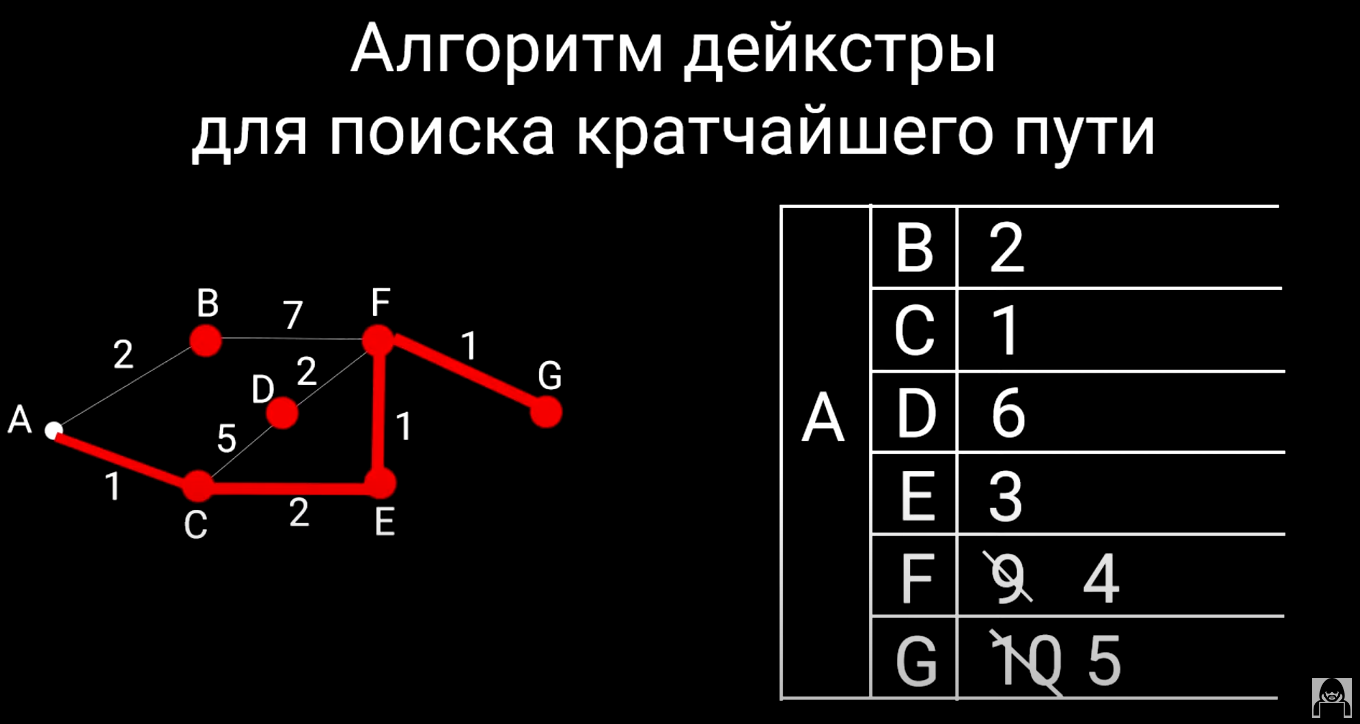 Алгоритм дейкстры
для поиска кратчайшего пути
B 7 F
2 2 1
D G
A 5 1
1 2
C E
A
B 2
C 1
D 6
E 3
F 9 4
G 10 5